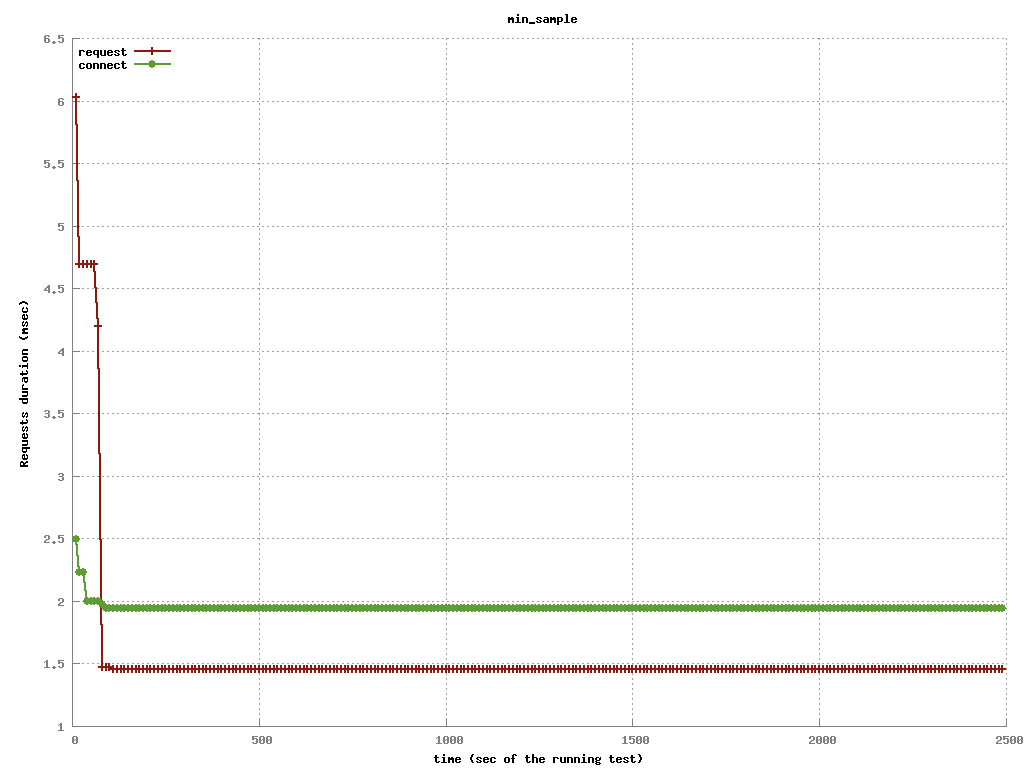 min_sample
6.5
request
connect
6
5.5
5
4.5
4
3.5
3
2.5
2
1.5
1
Requests duration (msec)
0 500 1000 1500 2000 2500
time (sec of the running test)